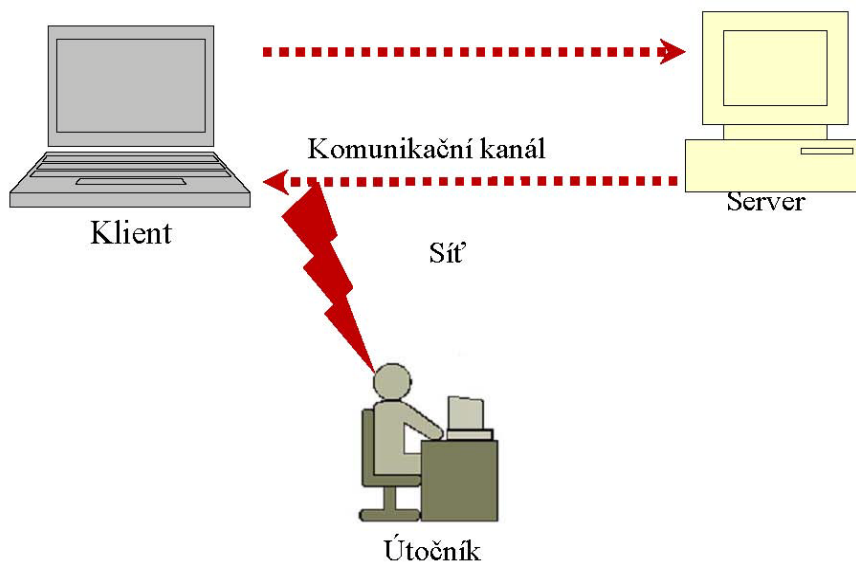 Komunikační kanál
Klient
Server
Síť
Útočník